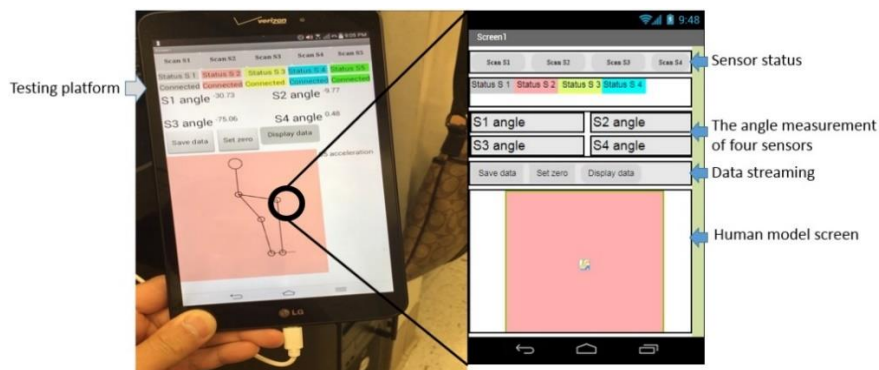 Testing platform
verizon
9:05 PM
Scan S1 Scan S2 Scan S3 Scan S4 Scan S5
Status S 1 Status S 2 Status S 3 Status S 4 Status S5
Connected Connected Connected Connected Connected
S1 angle -30.73 S2 angle -9.77
S3 angle -75.06 S4 angle 0.48
Save data Set zero Display data
S5 acceleration
LG
9:48
Screen1
Scan S1 Scan S2 Scan S3 Scan S4
Status S 1 Status S 2 Status S 3 Status S 4
S1 angle S2 angle
S3 angle S4 angle
Save data Set zero Display data
Sensor status
The angle measurement
of four sensors
Data streaming
Human model screen